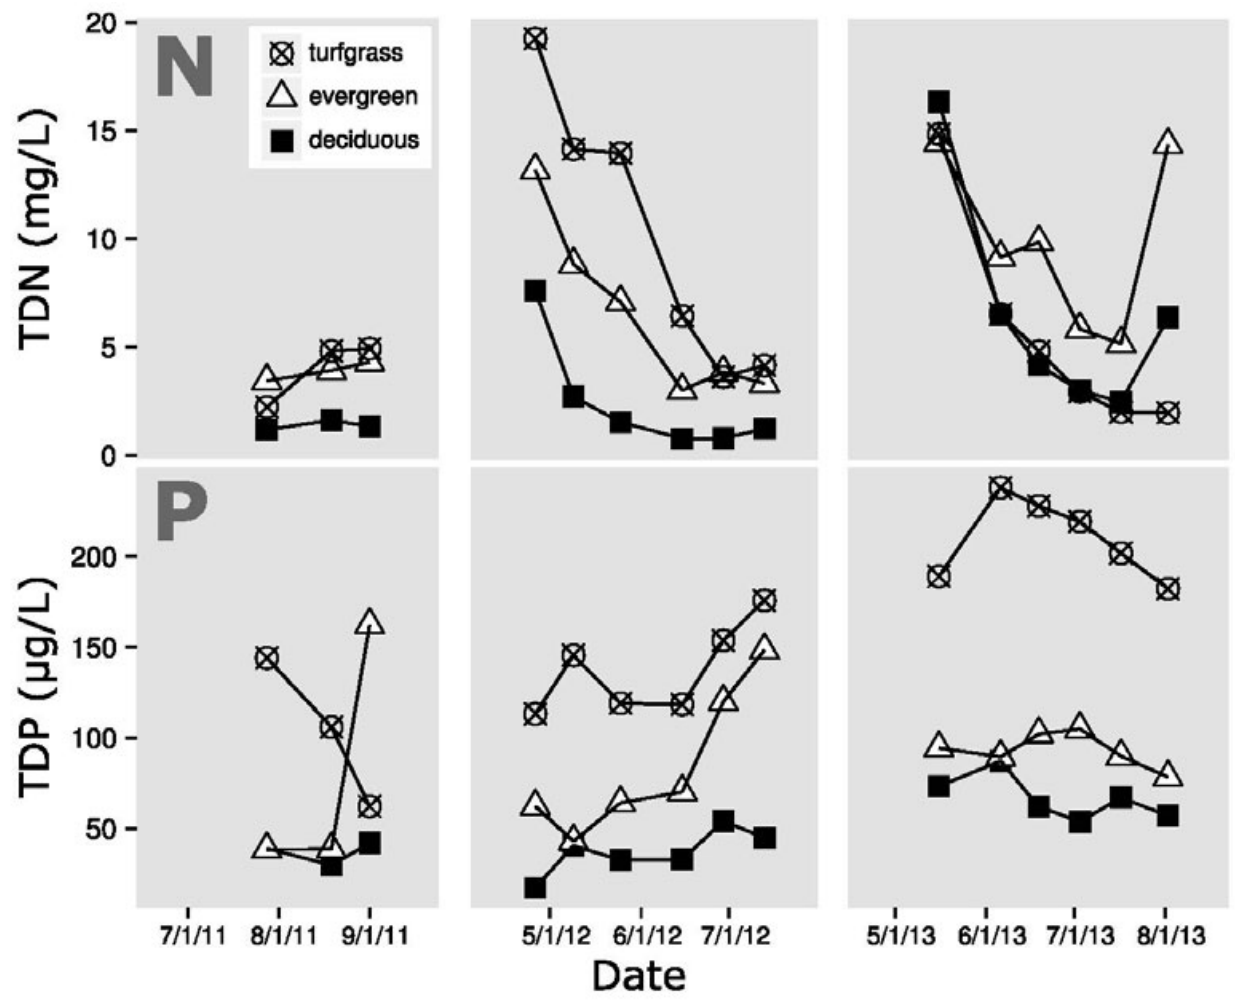 N
turfgrass
evergreen
deciduous
TDN (mg/L)
20
15
10
5
0
P
TDP (µg/L)
200
150
100
50
7/1/11 8/1/11 9/1/11 5/1/12 6/1/12 7/1/12 5/1/13 6/1/13 7/1/13 8/1/13
Date